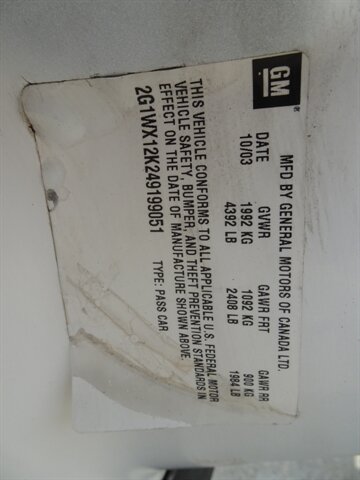 GM ®
MFD BY GENERAL MOTORS OF CANADA LTD.
DATE GVWR GAWR FRT GAWR RR
10/03 1992 KG 1092 KG 900 KG
4392 LB 2408 LB 1984 LB
THIS VEHICLE CONFORMS TO ALL APPLICABLE U.S. FEDERAL MOTOR
VEHICLE SAFETY, BUMPER, AND THEFT PREVENTION STANDARDS IN
EFFECT ON THE DATE OF MANUFACTURE SHOWN ABOVE.
2G1WX12K249199051 TYPE: PASS CAR